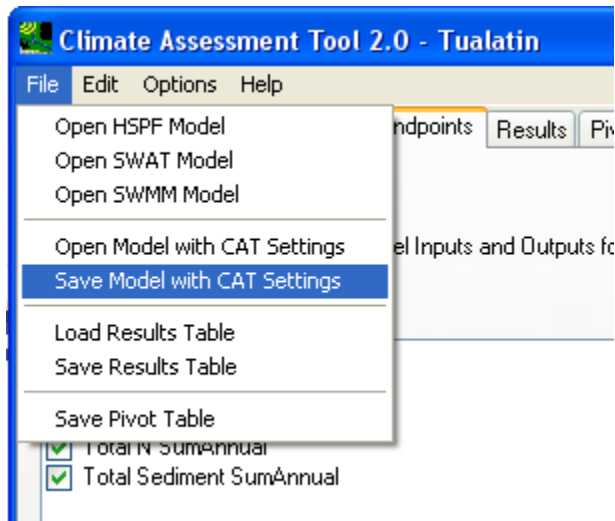 Climate Assessment Tool 2.0 - Tualatin
File Edit Options Help
Open HSPF Model
Open SWAT Model
Open SWMM Model
Open Model with CAT Settings
Save Model with CAT Settings
Load Results Table
Save Results Table
Save Pivot Table
ndpoints Results Piv
el Inputs and Outputs fo
Total N SumAnnual
Total Sediment SumAnnual